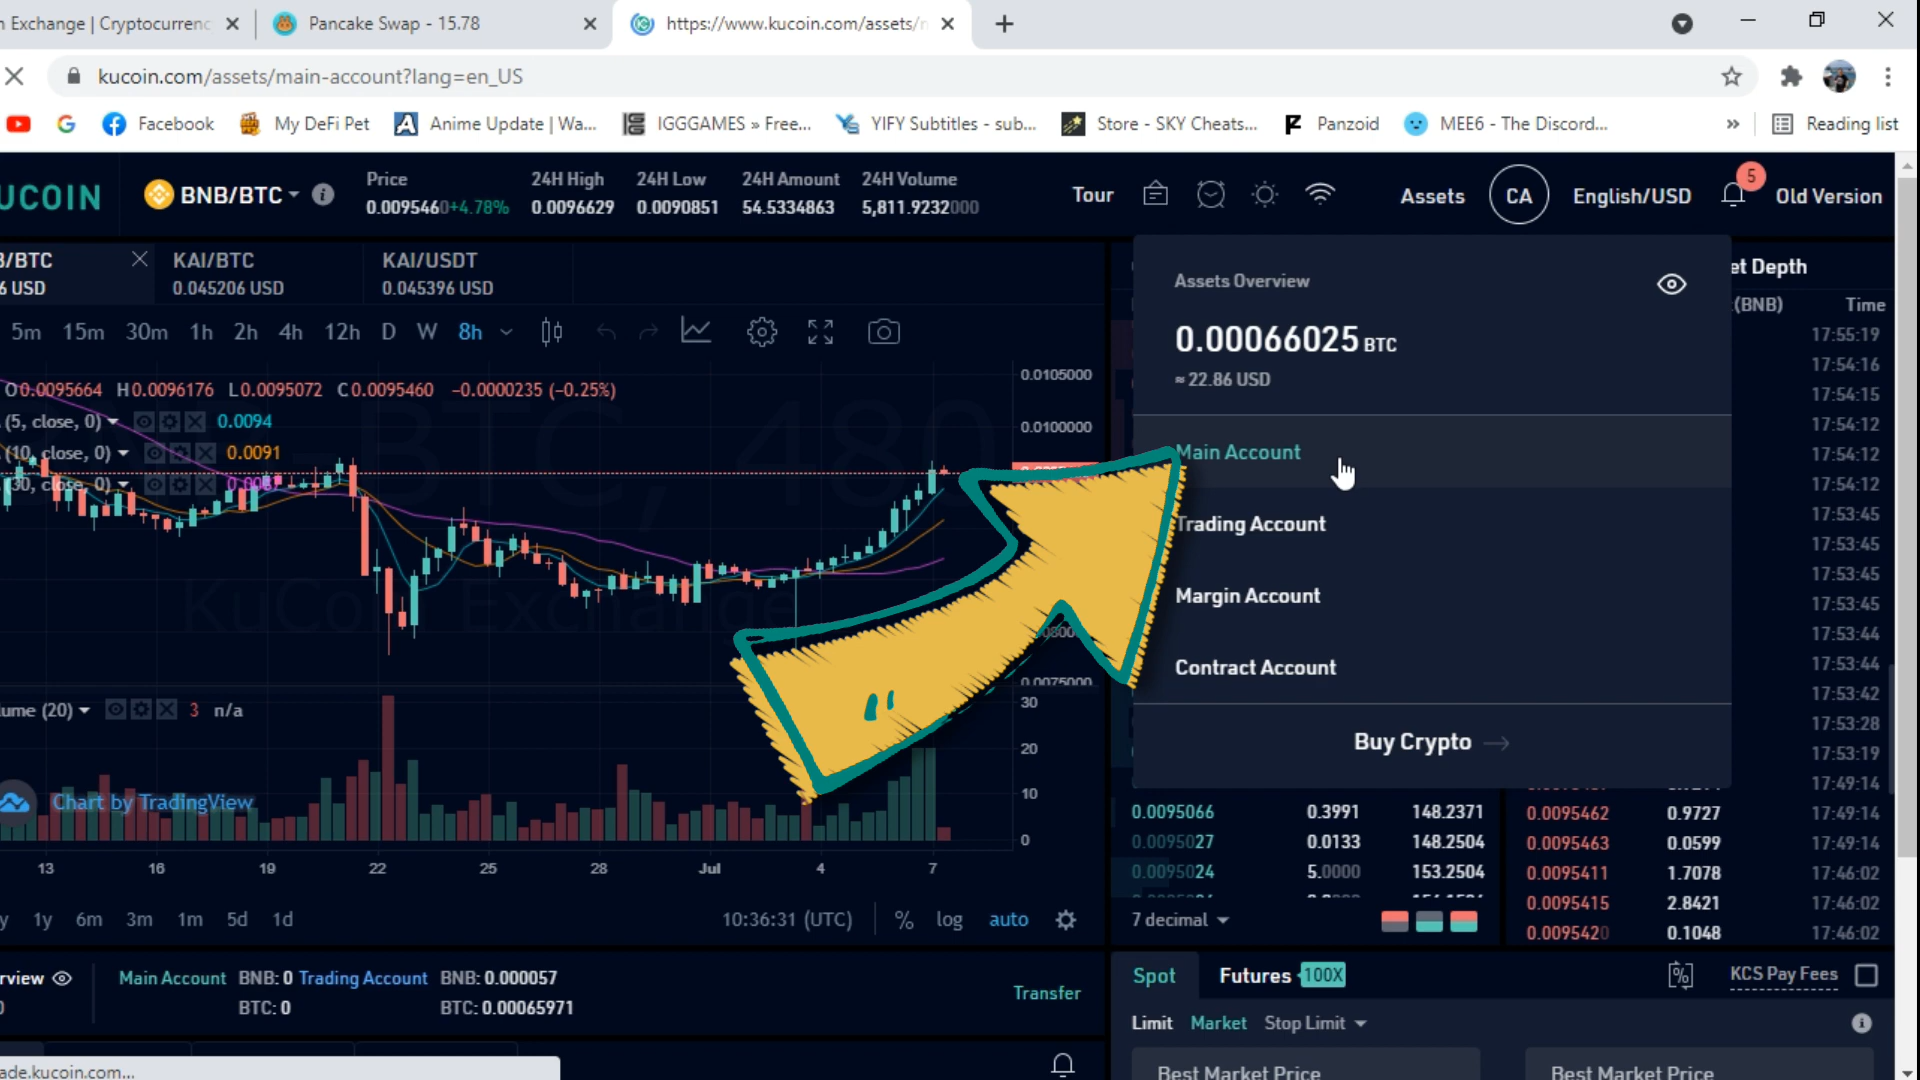 n Exchange | Cryptocurrenc
Pancake Swap - 15.78
https://www.kucoin.com/assets/
kucoin.com/assets/main-account?lang=en_US
Facebook
My DeFi Pet
Anime Update | Wa...
IGGGAMES » Free...
YIFY Subtitles - sub...
Store - SKY Cheats...
Panzoid
MEE6 - The Discord...
»
Reading list
UCOIN
BNB/BTC
Price
0.0095460+4.78%
24H High
0.0096629
24H Low
0.0090851
24H Amount
54.5334863
24H Volume
5,811.9232000
Tour
Assets
CA
English/USD
5
Old Version
B/BTC
6 USD
KAI/BTC
0.045206 USD
KAI/USDT
0.045396 USD
5m 15m 30m 1h 2h 4h 12h D W 8h
O0.0095664 H0.0096176 L0.0095072 C0.0095460 -0.0000235 (-0.25%)
(5, close, 0) 0.0094
(10, close, 0) 0.0091
(30, close, 0)
0.0105000
0.0100000
0.0075000
KuCoin Exchange
Assets Overview
0.00066025 BTC
≈ 22.86 USD
Main Account
Trading Account
Margin Account
Contract Account
Buy Crypto
et Depth
(BNB) Time
17:55:19
17:54:16
17:54:15
17:54:12
17:54:12
17:54:12
17:53:45
17:53:45
17:53:45
17:53:45
17:53:44
17:53:44
17:53:42
17:53:28
17:53:19
17:49:14
ume (20) 3 n/a
30
20
10
0
Chart by TradingView
13 16 19 22 25 28 Jul 4 7
0.0095066 0.3991 148.2371
0.0095027 0.0133 148.2504
0.0095024 5.0000 153.2504
0.0095462 0.9727 17:49:14
0.0095463 0.0599 17:49:14
0.0095411 1.7078 17:46:02
0.0095415 2.8421 17:46:02
0.0095420 0.1048 17:46:02
y 1y 6m 3m 1m 5d 1d
10:36:31 (UTC) % log auto
7 decimal
rview
Main Account BNB: 0 Trading Account BNB: 0.000057
BTC: 0 BTC: 0.00065971
Transfer
Spot Futures 100X
KCS Pay Fees
Limit Market Stop Limit
Best Market Price Best Market Price
ade.kucoin.com...